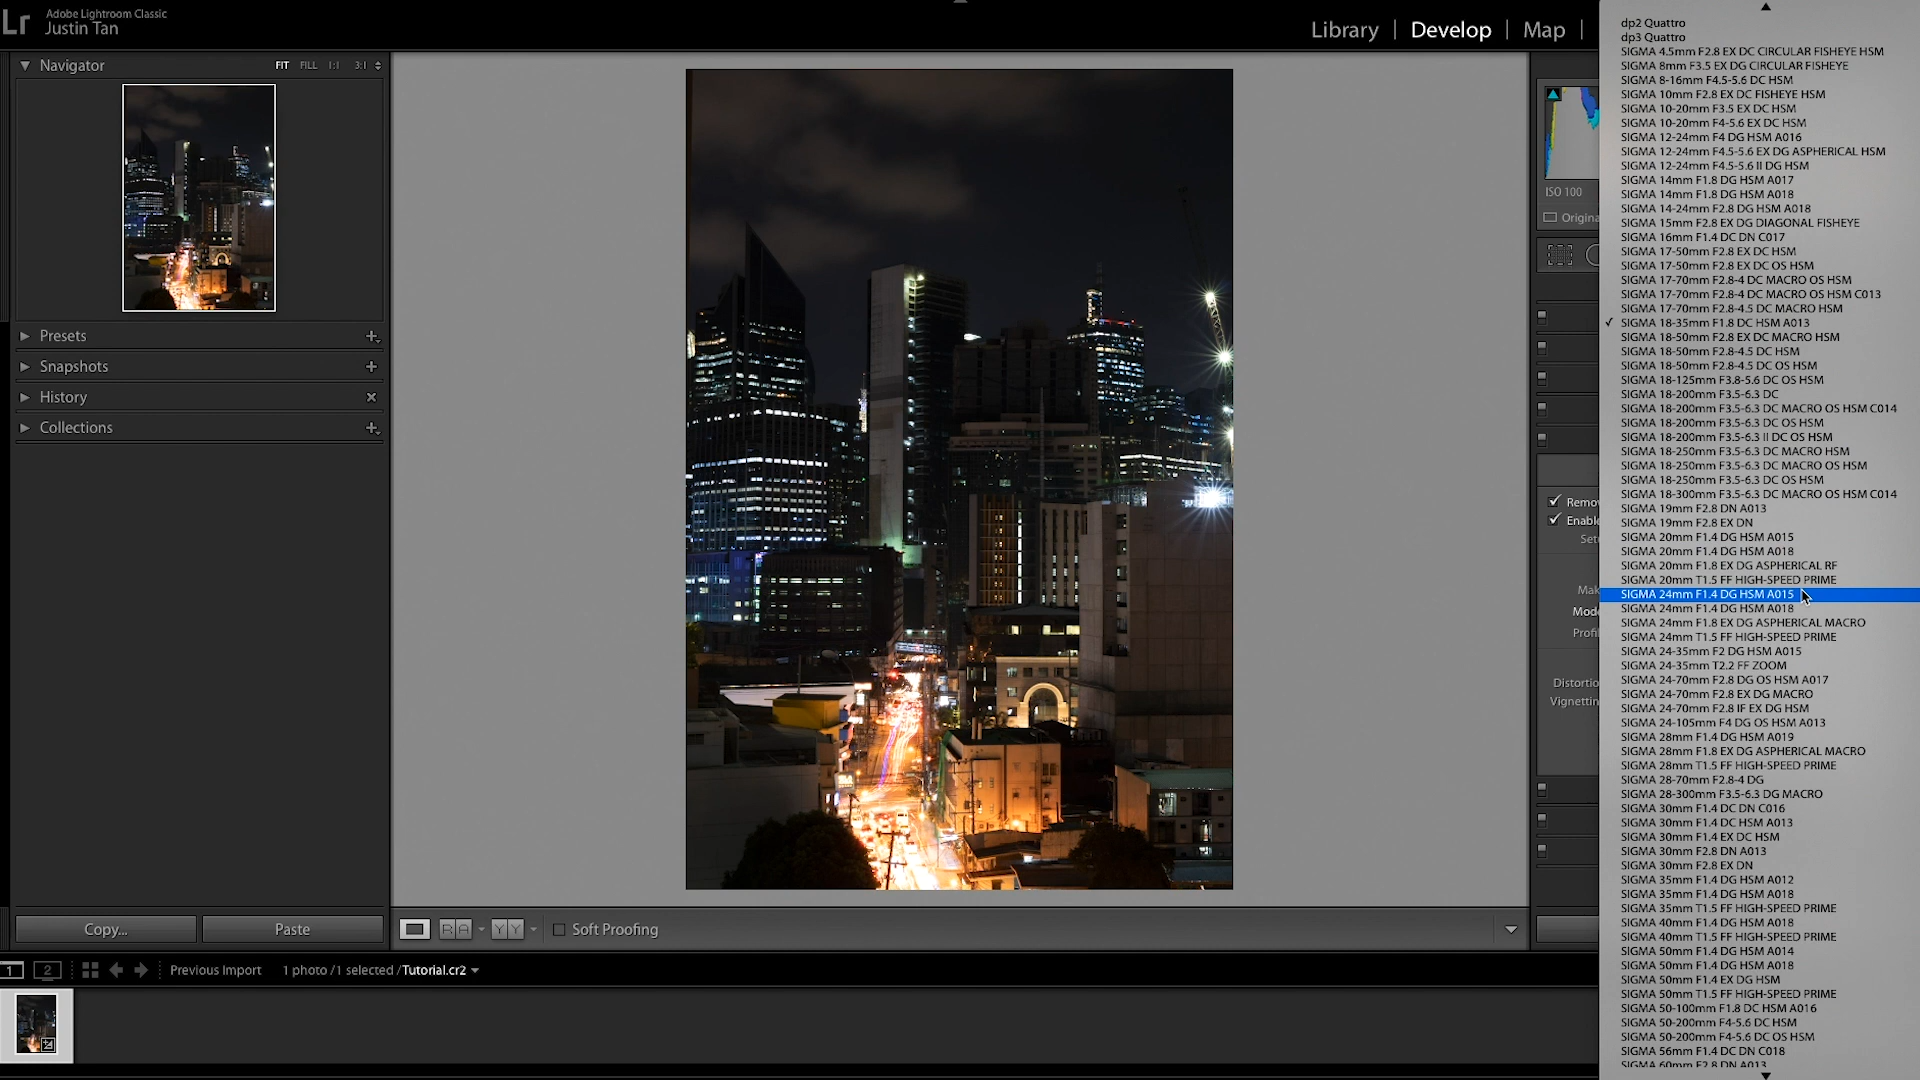 Lr
Adobe Lightroom Classic
Justin Tan
Library | Develop | Map |
Navigator
FIT FILL 1:1 3:1
Presets
Snapshots
History
Collections
Copy...
Paste
Soft Proofing
1 2
Previous Import
1 photo / 1 selected / Tutorial.cr2
ISO 100
Origina
Remov
Enable
Set
Mak
Mode
Profil
Distortio
Vignettin
dp2 Quattro
dp3 Quattro
SIGMA 4.5mm F2.8 EX DC CIRCULAR FISHEYE HSM
SIGMA 8mm F3.5 EX DG CIRCULAR FISHEYE
SIGMA 8-16mm F4.5-5.6 DC HSM
SIGMA 10mm F2.8 EX DC FISHEYE HSM
SIGMA 10-20mm F3.5 EX DC HSM
SIGMA 10-20mm F4-5.6 EX DC HSM
SIGMA 12-24mm F4 DG HSM A016
SIGMA 12-24mm F4.5-5.6 EX DG ASPHERICAL HSM
SIGMA 12-24mm F4.5-5.6 II DG HSM
SIGMA 14mm F1.8 DG HSM A017
SIGMA 14mm F1.8 DG HSM A018
SIGMA 14-24mm F2.8 DG HSM A018
SIGMA 15mm F2.8 EX DG DIAGONAL FISHEYE
SIGMA 16mm F1.4 DC DN C017
SIGMA 17-50mm F2.8 EX DC HSM
SIGMA 17-50mm F2.8 EX DC OS HSM
SIGMA 17-70mm F2.8-4 DC MACRO OS HSM
SIGMA 17-70mm F2.8-4 DC MACRO OS HSM C013
SIGMA 17-70mm F2.8-4.5 DC MACRO HSM
✓ SIGMA 18-35mm F1.8 DC HSM A013
SIGMA 18-50mm F2.8 EX DC MACRO HSM
SIGMA 18-50mm F2.8-4.5 DC HSM
SIGMA 18-50mm F2.8-4.5 DC OS HSM
SIGMA 18-125mm F3.8-5.6 DC OS HSM
SIGMA 18-200mm F3.5-6.3 DC
SIGMA 18-200mm F3.5-6.3 DC MACRO OS HSM C014
SIGMA 18-200mm F3.5-6.3 DC OS HSM
SIGMA 18-200mm F3.5-6.3 II DC OS HSM
SIGMA 18-250mm F3.5-6.3 DC MACRO HSM
SIGMA 18-250mm F3.5-6.3 DC MACRO OS HSM
SIGMA 18-250mm F3.5-6.3 DC OS HSM
SIGMA 18-300mm F3.5-6.3 DC MACRO OS HSM C014
SIGMA 19mm F2.8 DN A013
SIGMA 19mm F2.8 EX DN
SIGMA 20mm F1.4 DG HSM A015
SIGMA 20mm F1.4 DG HSM A018
SIGMA 20mm F1.8 EX DG ASPHERICAL RF
SIGMA 20mm T1.5 FF HIGH-SPEED PRIME
SIGMA 24mm F1.4 DG HSM A015
SIGMA 24mm F1.4 DG HSM A018
SIGMA 24mm F1.8 EX DG ASPHERICAL MACRO
SIGMA 24mm T1.5 FF HIGH-SPEED PRIME
SIGMA 24-35mm F2 DG HSM A015
SIGMA 24-35mm T2.2 FF ZOOM
SIGMA 24-70mm F2.8 DG OS HSM A017
SIGMA 24-70mm F2.8 EX DG MACRO
SIGMA 24-70mm F2.8 IF EX DG HSM
SIGMA 24-105mm F4 DG OS HSM A013
SIGMA 28mm F1.4 DG HSM A019
SIGMA 28mm F1.8 EX DG ASPHERICAL MACRO
SIGMA 28mm T1.5 FF HIGH-SPEED PRIME
SIGMA 28-70mm F2.8-4 DG
SIGMA 28-300mm F3.5-6.3 DG MACRO
SIGMA 30mm F1.4 DC DN C016
SIGMA 30mm F1.4 DC HSM A013
SIGMA 30mm F1.4 EX DC HSM
SIGMA 30mm F2.8 DN A013
SIGMA 30mm F2.8 EX DN
SIGMA 35mm F1.4 DG HSM A012
SIGMA 35mm F1.4 DG HSM A018
SIGMA 35mm T1.5 FF HIGH-SPEED PRIME
SIGMA 40mm F1.4 DG HSM A018
SIGMA 40mm T1.5 FF HIGH-SPEED PRIME
SIGMA 50mm F1.4 DG HSM A014
SIGMA 50mm F1.4 DG HSM A018
SIGMA 50mm F1.4 EX DG HSM
SIGMA 50mm T1.5 FF HIGH-SPEED PRIME
SIGMA 50-100mm F1.8 DC HSM A016
SIGMA 50-200mm F4-5.6 DC HSM
SIGMA 50-200mm F4-5.6 DC OS HSM
SIGMA 56mm F1.4 DC DN C018
SIGMA 60mm F2.8 DN A013